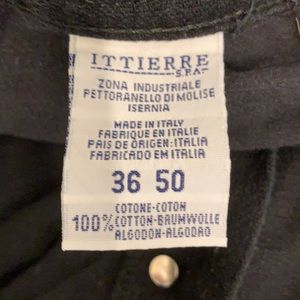 ITTIERRE
S.P.A.
ZONA INDUSTRIALE
PETTORANELLO DI MOLISE
ISERNIA
MADE IN ITALY
FABRIQUE EN ITALIE
PAIS DE ORIGEN: ITALIA
FABRICADO EM ITALIA
36 50
COTONE-COTON
100% COTTON-BAUMWOLLE
ALGODON-ALGODAO